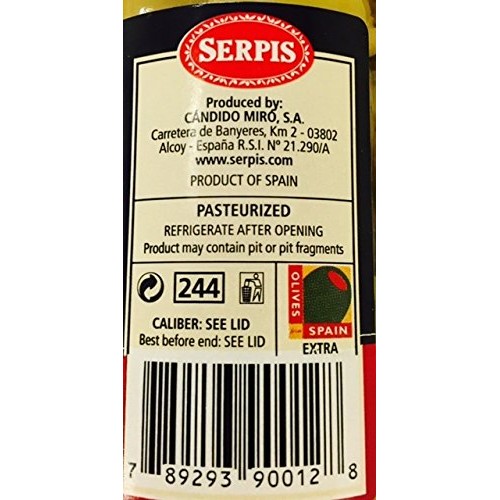 SERPIS
Produced by:
CÁNDIDO MIRÓ, S.A.
Carretera de Banyeres, Km 2 - 03802
Alcoy - España R.S.I. Nº 21.290/A
www.serpis.com
PRODUCT OF SPAIN
PASTEURIZED
REFRIGERATE AFTER OPENING
Product may contain pit or pit fragments
244
CALIBER: SEE LID
Best before end: SEE LID
OLIVES
from SPAIN
EXTRA
7 89293 90012 8